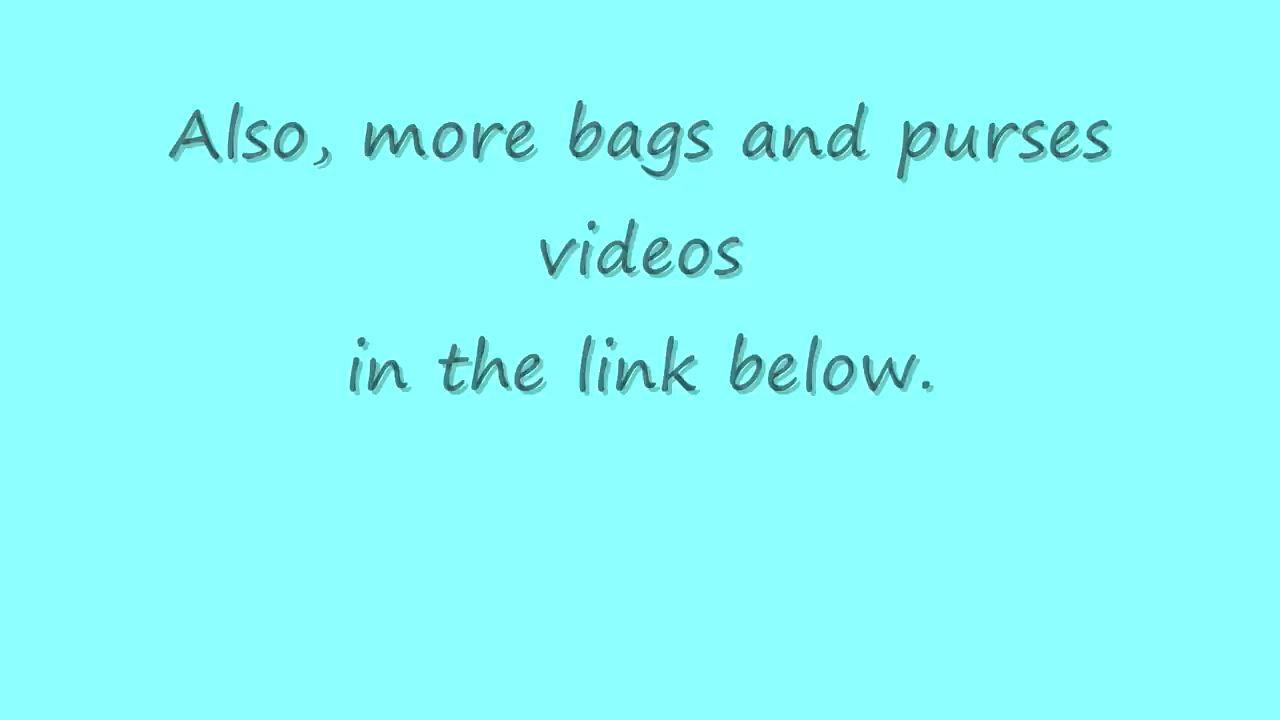 Also, more bags and purses
videos
in the link below.